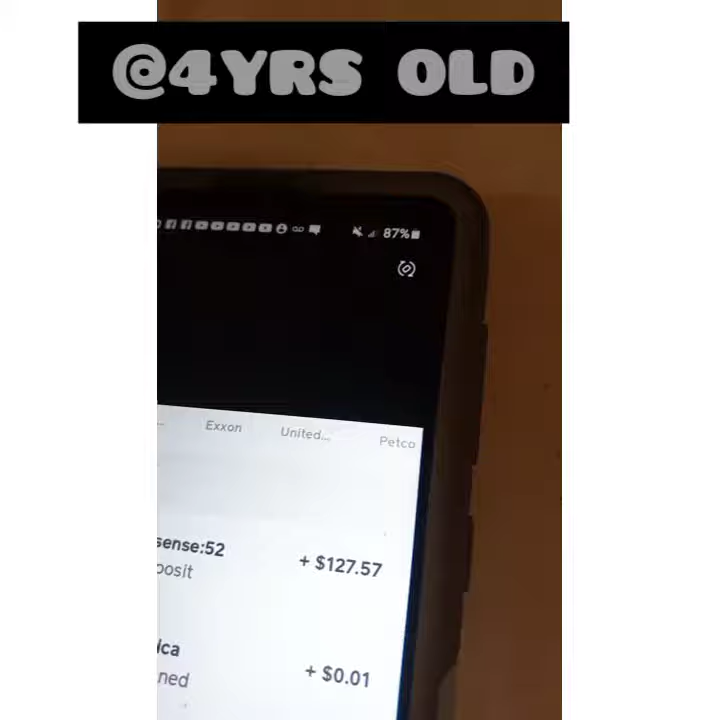 @4YRS OLD
87%
Exxon United... Petco
sense:52 + $127.57
posit
ica + $0.01
ned